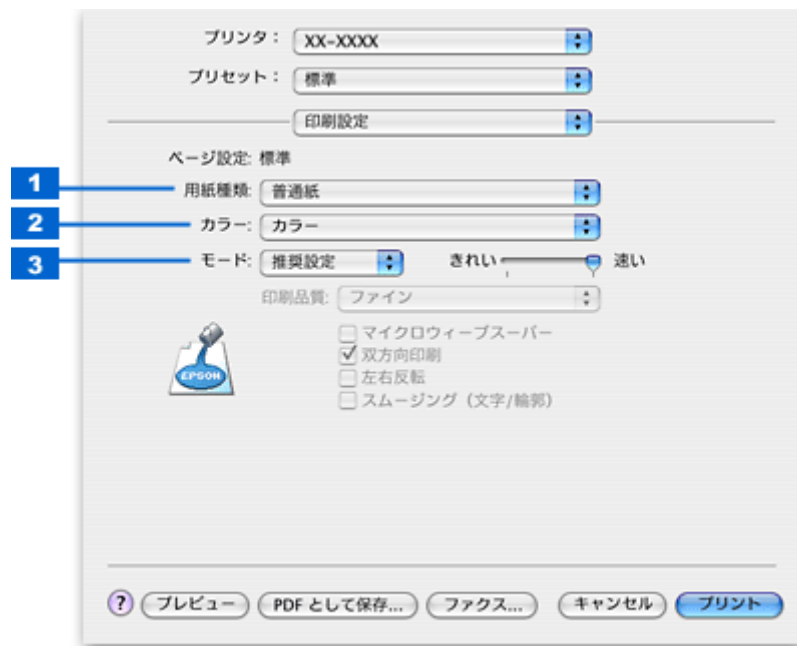 プリンタ： XX-XXXX
プリセット： 標準
印刷設定
ページ設定: 標準
1 用紙種類: 普通紙
2 カラー: カラー
3 モード: 推奨設定 きれい 速い
印刷品質: ファイン
マイクロウィーブスーパー
双方向印刷
左右反転
スムージング（文字/輪郭）
EPSON
? プレビュー PDF として保存... ファクス... キャンセル プリント